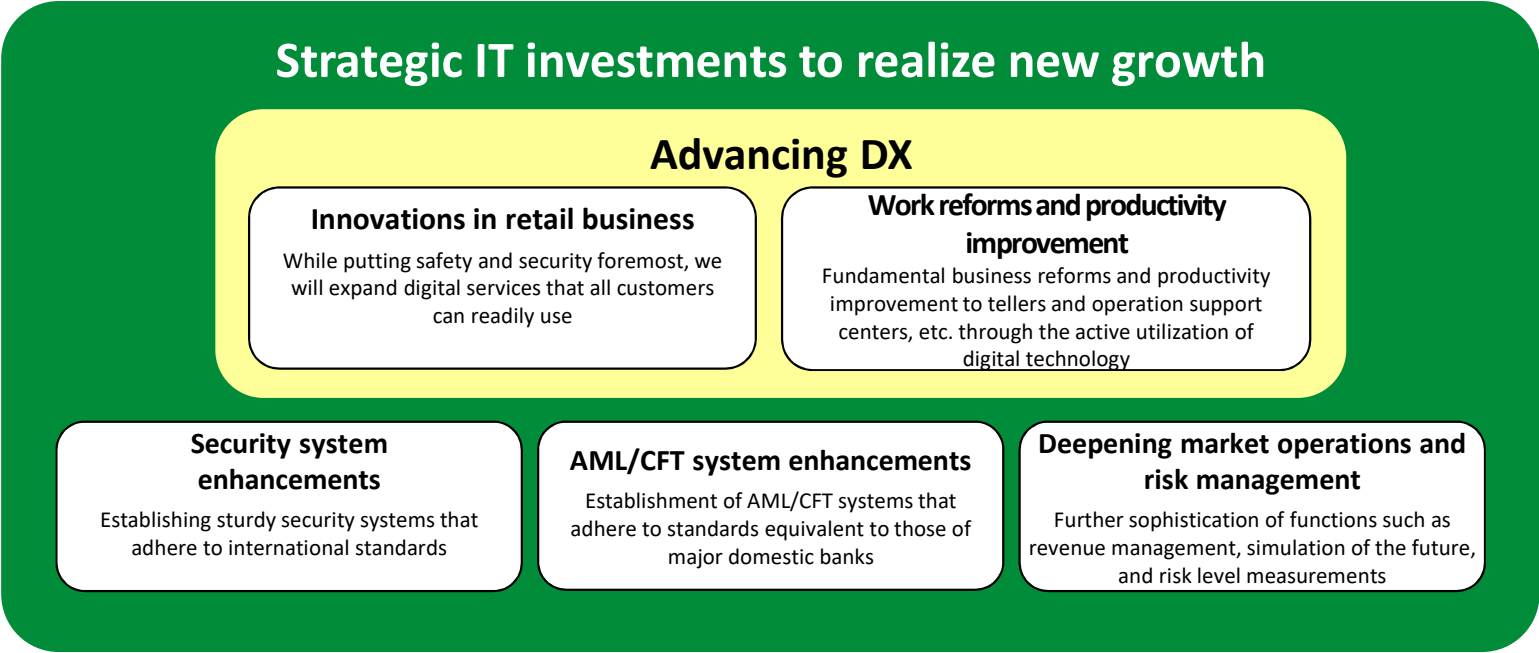 Strategic IT investments to realize new growth
Advancing DX
Innovations in retail business
While putting safety and security foremost, we
will expand digital services that all customers
can readily use
Work reforms and productivity
improvement
Fundamental business reforms and productivity
improvement to tellers and operation support
centers, etc. through the active utilization of
digital technology
Security system
enhancements
Establishing sturdy security systems that
adhere to international standards
AML/CFT system enhancements
Establishment of AML/CFT systems that
adhere to standards equivalent to those of
major domestic banks
Deepening market operations and
risk management
Further sophistication of functions such as
revenue management, simulation of the future,
and risk level measurements